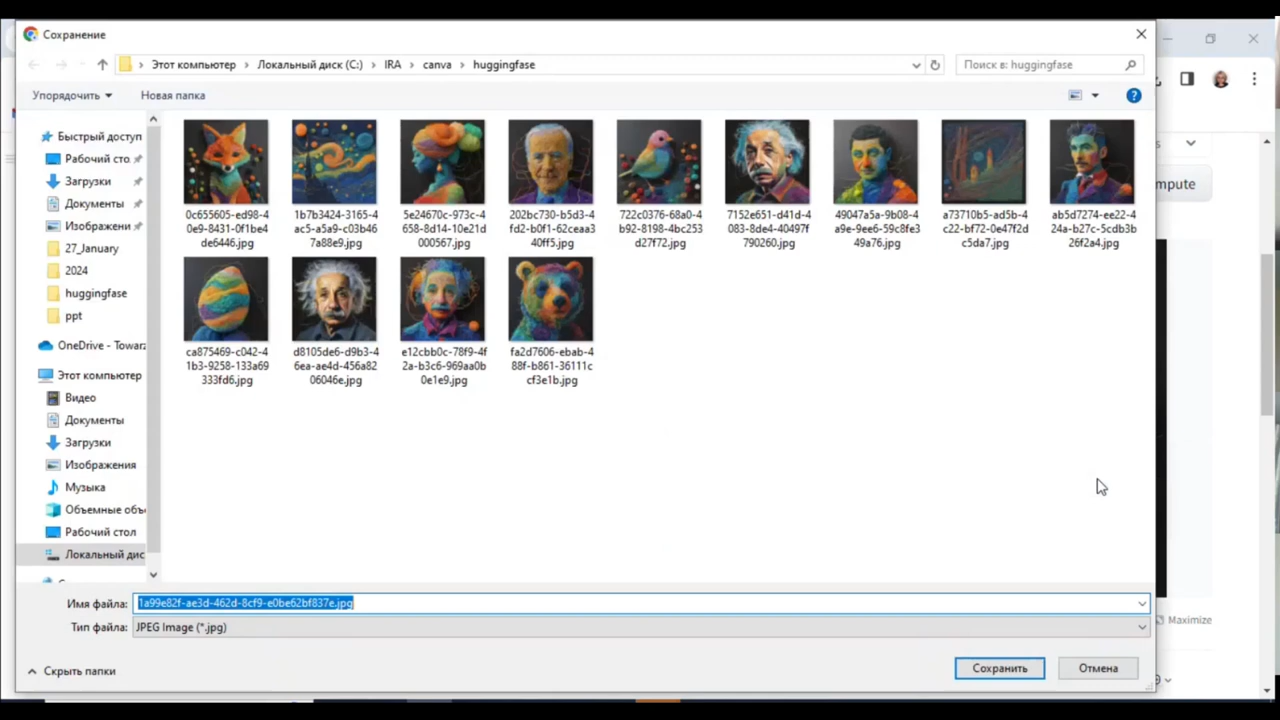 Сохранение
Этот компьютер › Локальный диск (C:) › IRA › canva › huggingfase
Поиск в: huggingfase
Упорядочить
Новая папка
?
Быстрый доступ
Рабочий сто
Загрузки
Документы
Изображени
27_January
2024
huggingfase
ppt
OneDrive - Towarz
Этот компьютер
Видео
Документы
Загрузки
Изображения
Музыка
Объемные объ
Рабочий стол
Локальный дис
0c655605-ed98-4
0e9-8431-0f1be4
de6446.jpg
1b7b3424-3165-4
ac5-a5a9-c03b46
7a88e9.jpg
5e24670c-973c-4
658-8d14-10e21d
000567.jpg
202bc730-b5d3-4
fd2-b0f1-62ceaa3
40ff5.jpg
722c0376-68a0-4
b92-8198-4bc253
d27f72.jpg
7152e651-d41d-4
083-8de4-40497f
790260.jpg
49047a5a-9b08-4
a9e-9ee6-59c8fe3
49a76.jpg
a73710b5-ad5b-4
c22-bf72-0e47f2d
c5da7.jpg
ab5d7274-ee22-4
24a-b27c-5cdb3b
26f2a4.jpg
ca875469-c042-4
1b3-9258-133a69
333fd6.jpg
d8105de6-d9b3-4
6ea-ae4d-456a82
06046e.jpg
e12cbb0c-78f9-4f
2a-b3c6-969aa0b
0e1e9.jpg
fa2d7606-ebab-4
88f-b861-36111c
cf3e1b.jpg
Имя файла: 1a99e82f-ae3d-462d-8cf9-e0be62bf837e.jpg
Тип файла: JPEG Image (*.jpg)
Скрыть папки
Сохранить
Отмена
s
mpute
Maximize